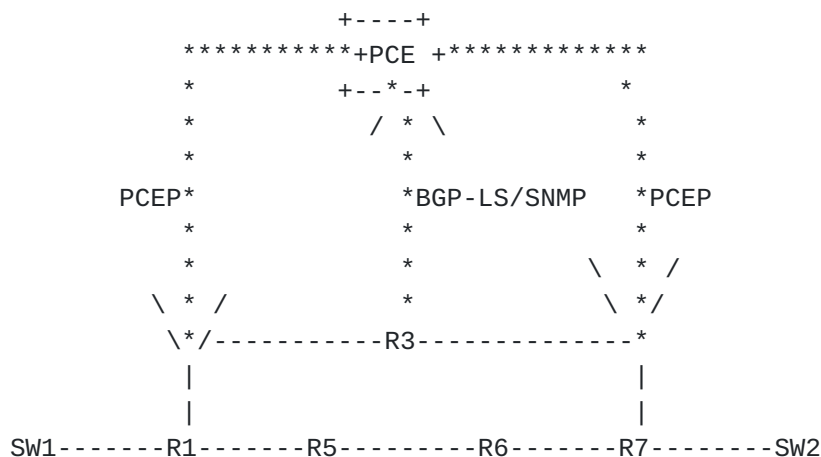 +----+
           ***********+PCE +*************
           *         +--*-+            *
           *           / * \            *
           *             *              *
       PCEP*             *BGP-LS/SNMP   *PCEP
           *             *              *
           *             *           \  * /
         \ * /           *            \ */
          \*/-----------R3--------------*
           |                            |
           |                            |
SW1-------R1-------R5---------R6-------R7--------SW2